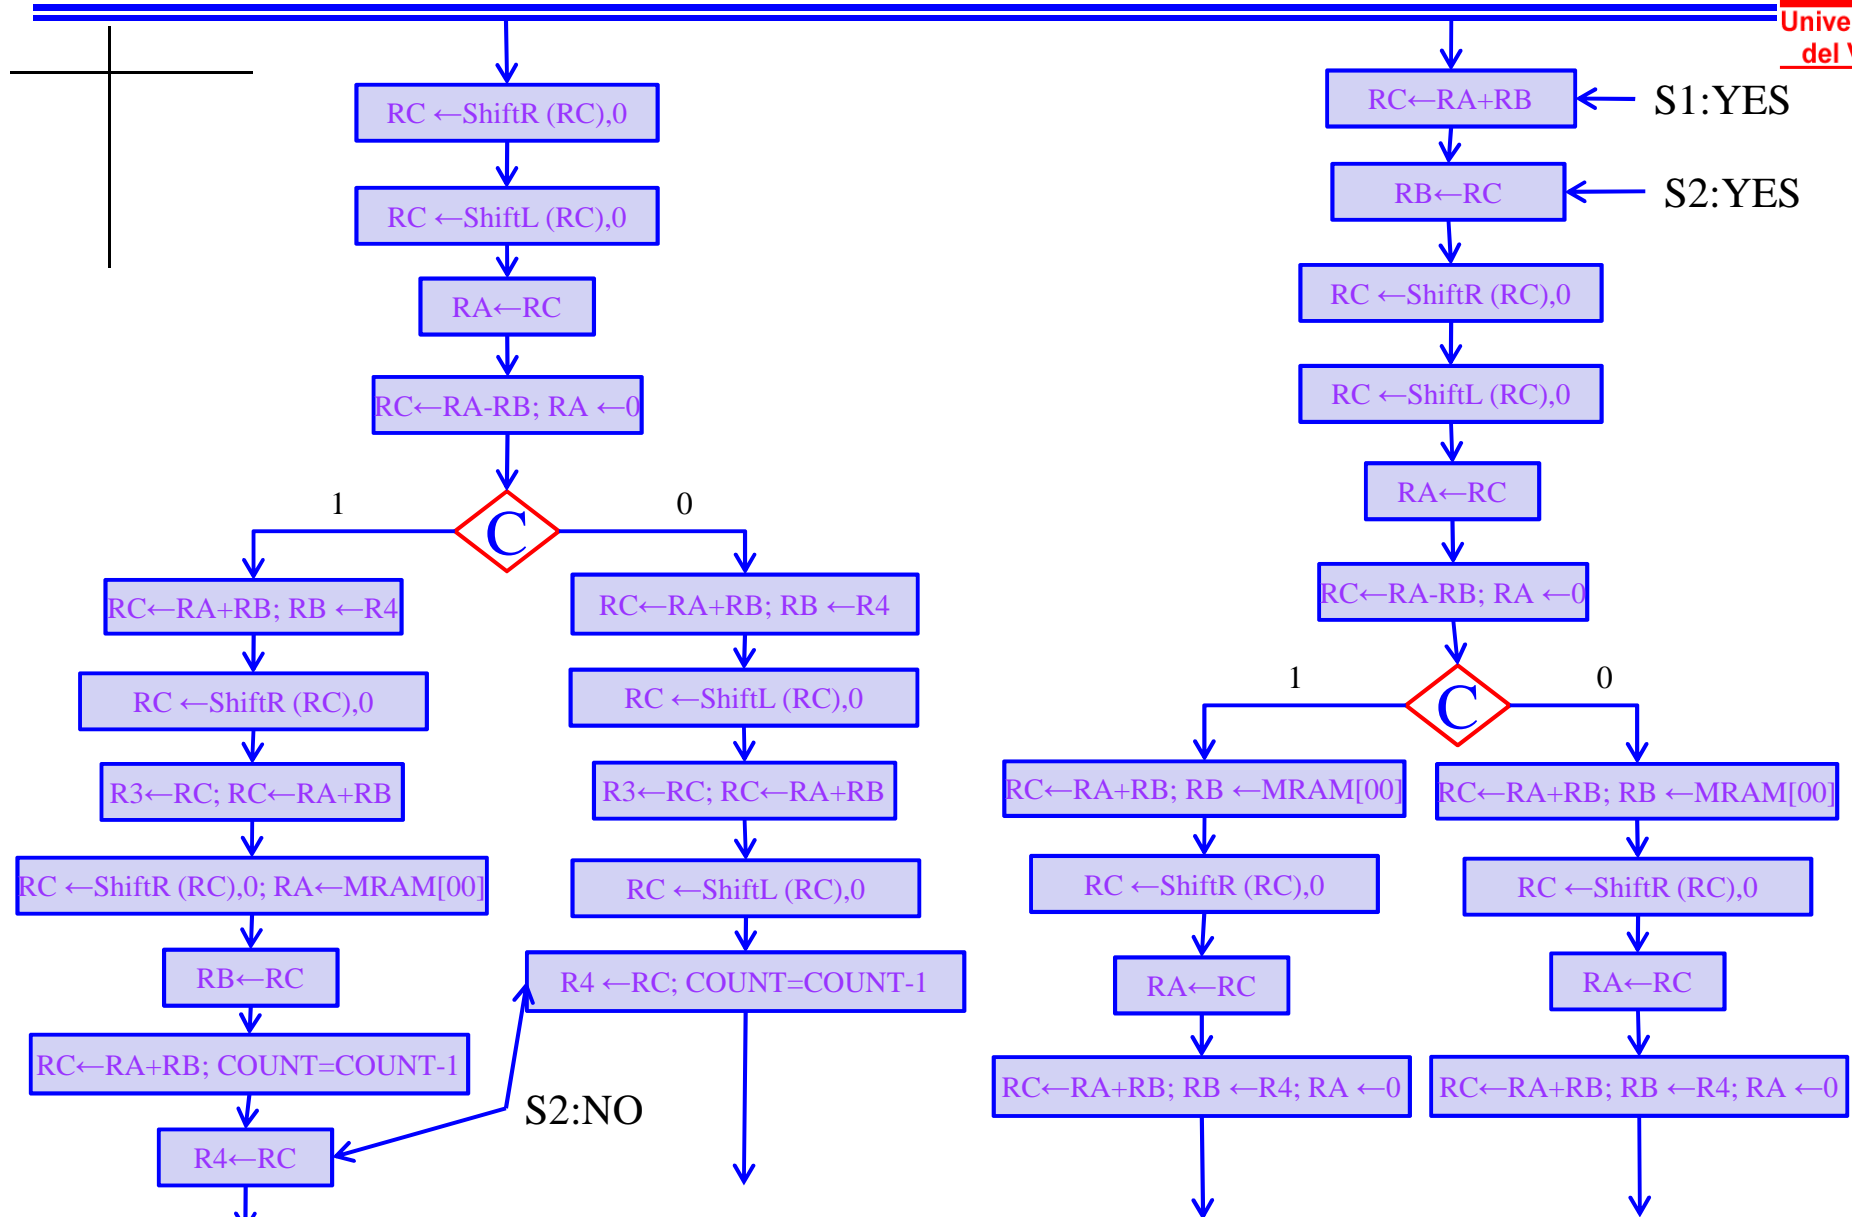 Unive
del V
RC ←ShiftR (RC),0
RC ←ShiftL (RC),0
RA←RC
RC←RA-RB; RA ←0
1
0
C
RC←RA+RB; RB ←R4
RC ←ShiftR (RC),0
R3←RC; RC←RA+RB
RC ←ShiftR (RC),0; RA←MRAM[00]
RB←RC
RC←RA+RB; COUNT=COUNT-1
R4←RC
RC←RA+RB; RB ←R4
RC ←ShiftL (RC),0
R3←RC; RC←RA+RB
RC ←ShiftL (RC),0
R4 ←RC; COUNT=COUNT-1
S2:NO
RC←RA+RB
S1:YES
RB←RC
S2:YES
RC ←ShiftR (RC),0
RC ←ShiftL (RC),0
RA←RC
RC←RA-RB; RA ←0
1
0
C
RC←RA+RB; RB ←MRAM[00]
RC ←ShiftR (RC),0
RA←RC
RC←RA+RB; RB ←R4; RA ←0
RC←RA+RB; RB ←MRAM[00]
RC ←ShiftR (RC),0
RA←RC
RC←RA+RB; RB ←R4; RA ←0